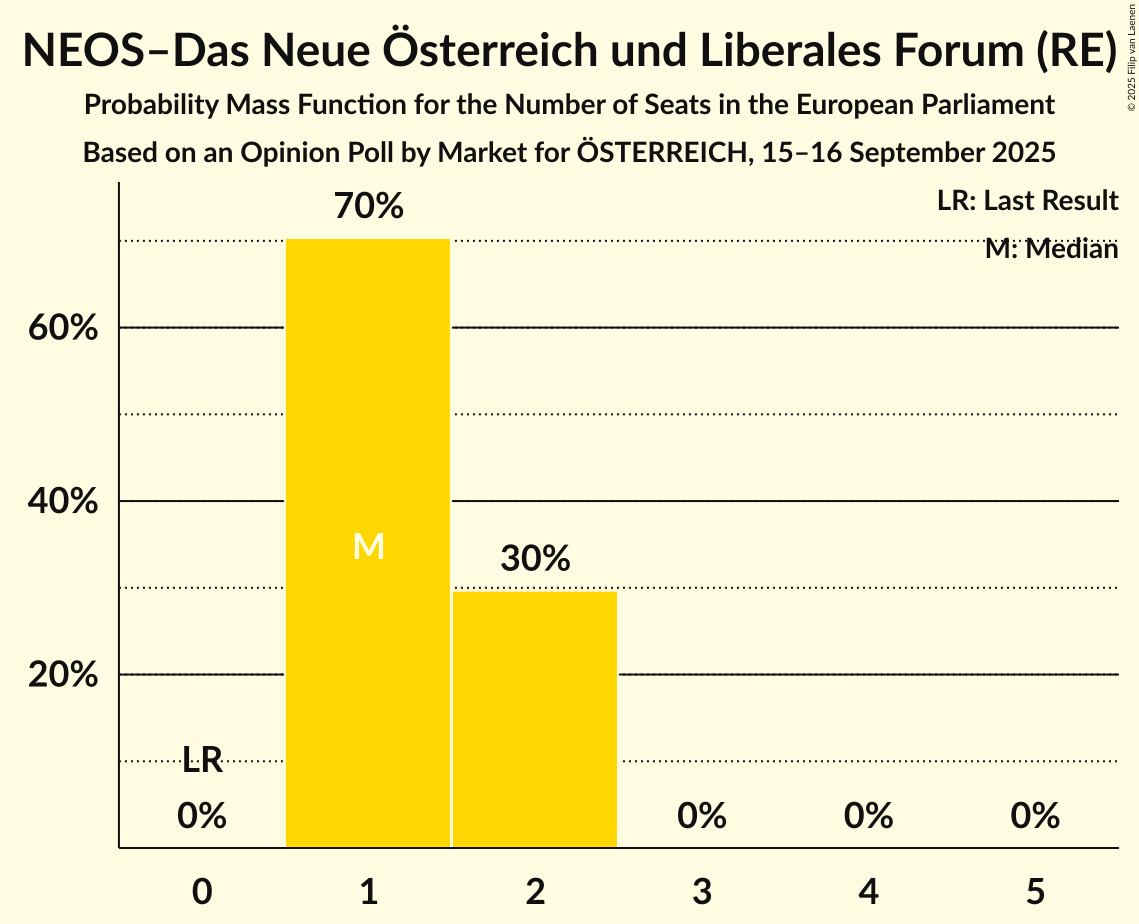 NEOS–Das Neue Österreich und Liberales Forum (RE)
Probability Mass Function for the Number of Seats in the European Parliament
Based on an Opinion Poll by Market for ÖSTERREICH, 15–16 September 2025
© 2025 Filip van Laenen
LR: Last Result
M: Median
70%
60%
40%
M
30%
20%
LR
0%
0%
0%
0%
0
1
2
3
4
5